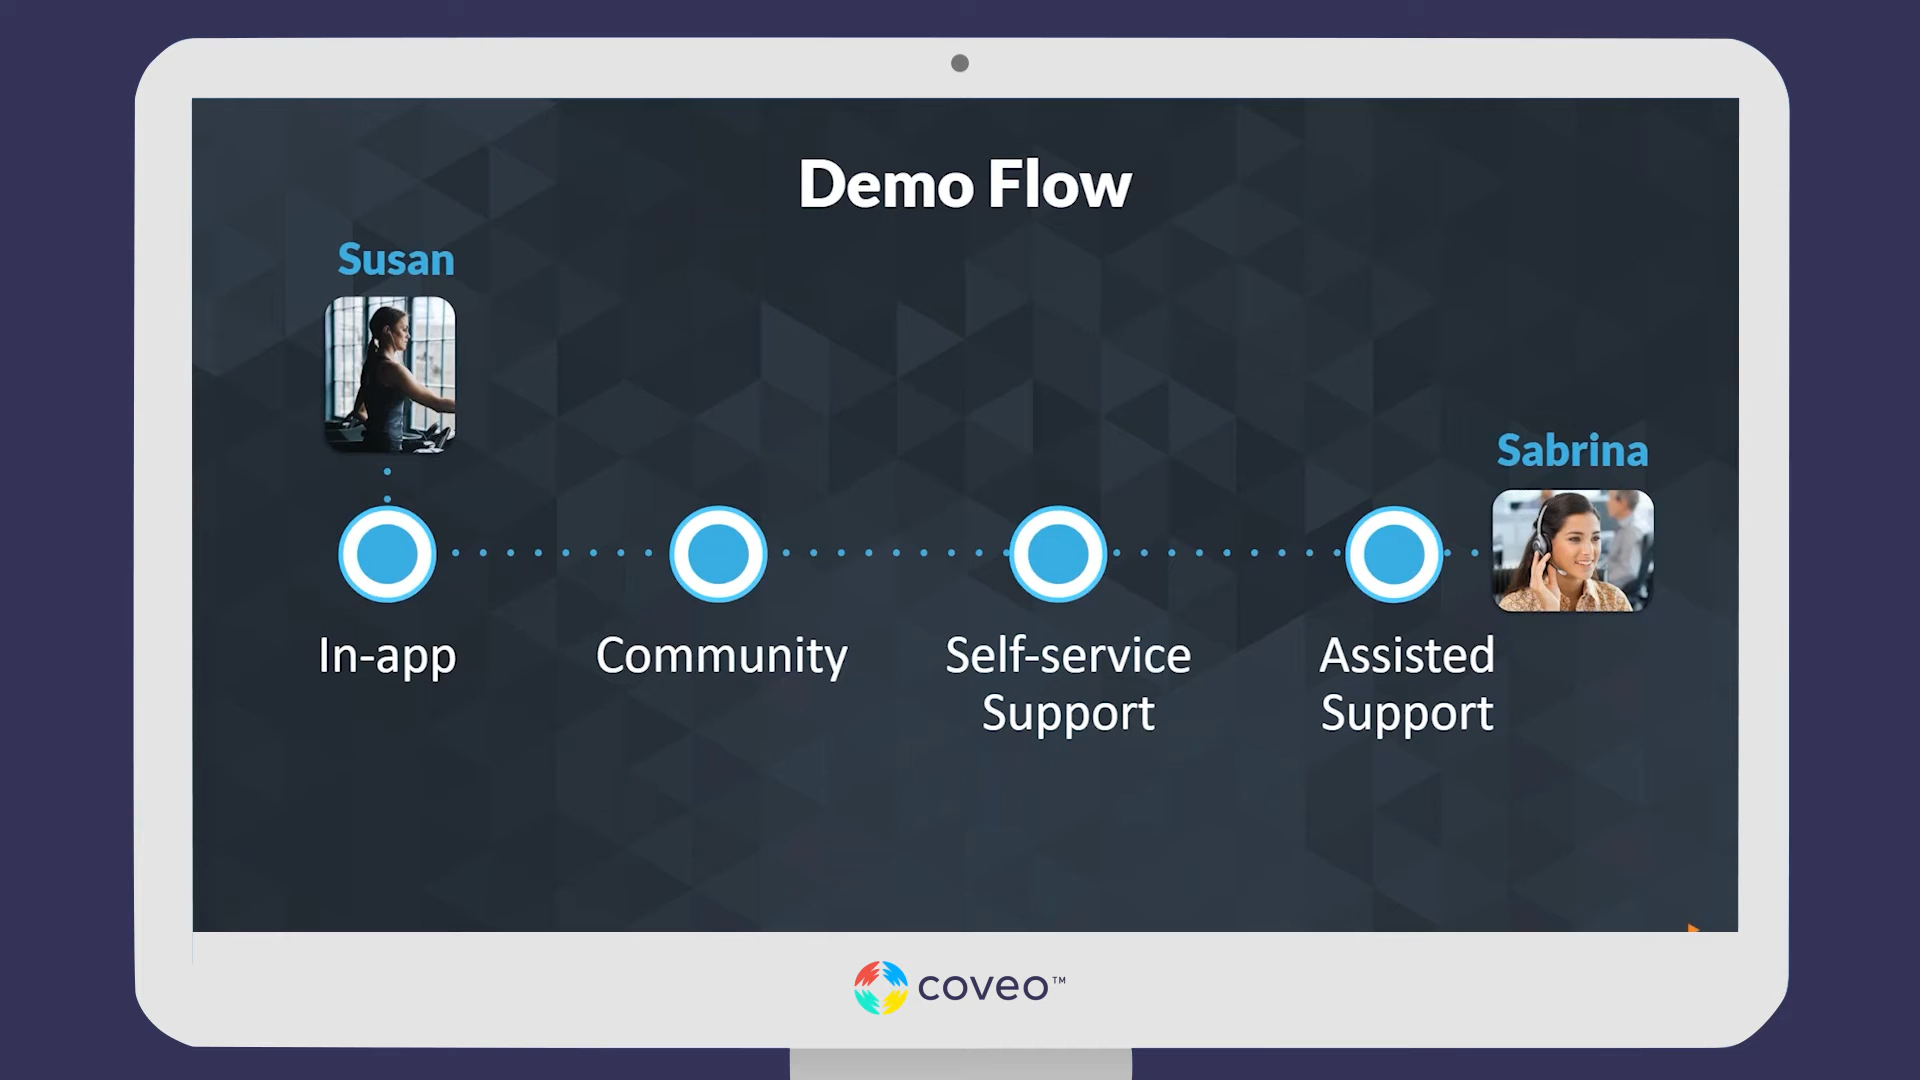 Demo Flow
Susan
Sabrina
In-app
Community
Self-service
Support
Assisted
Support
coveo™